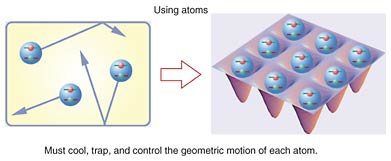 Using atoms
Must cool, trap, and control the geometric motion of each atom.